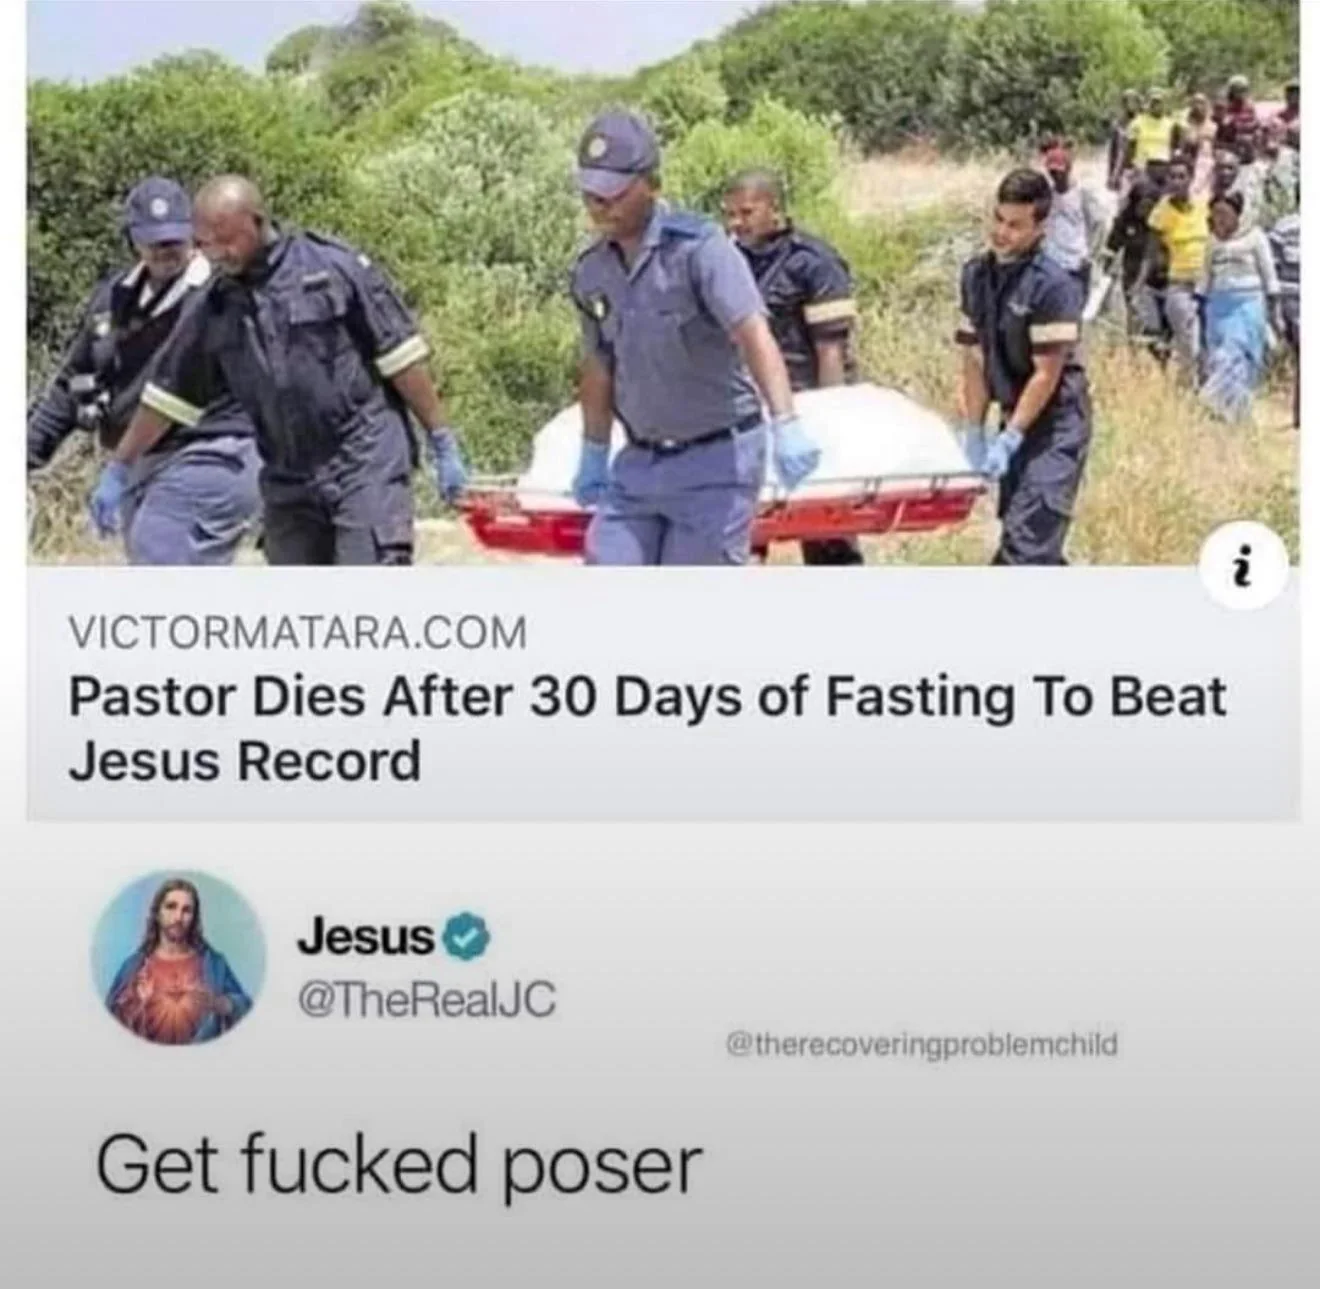 VICTORMATARA.COM
Pastor Dies After 30 Days of Fasting To Beat
Jesus Record
Jesus
@TheRealJC
@therecoveringproblemchild
Get fucked poser